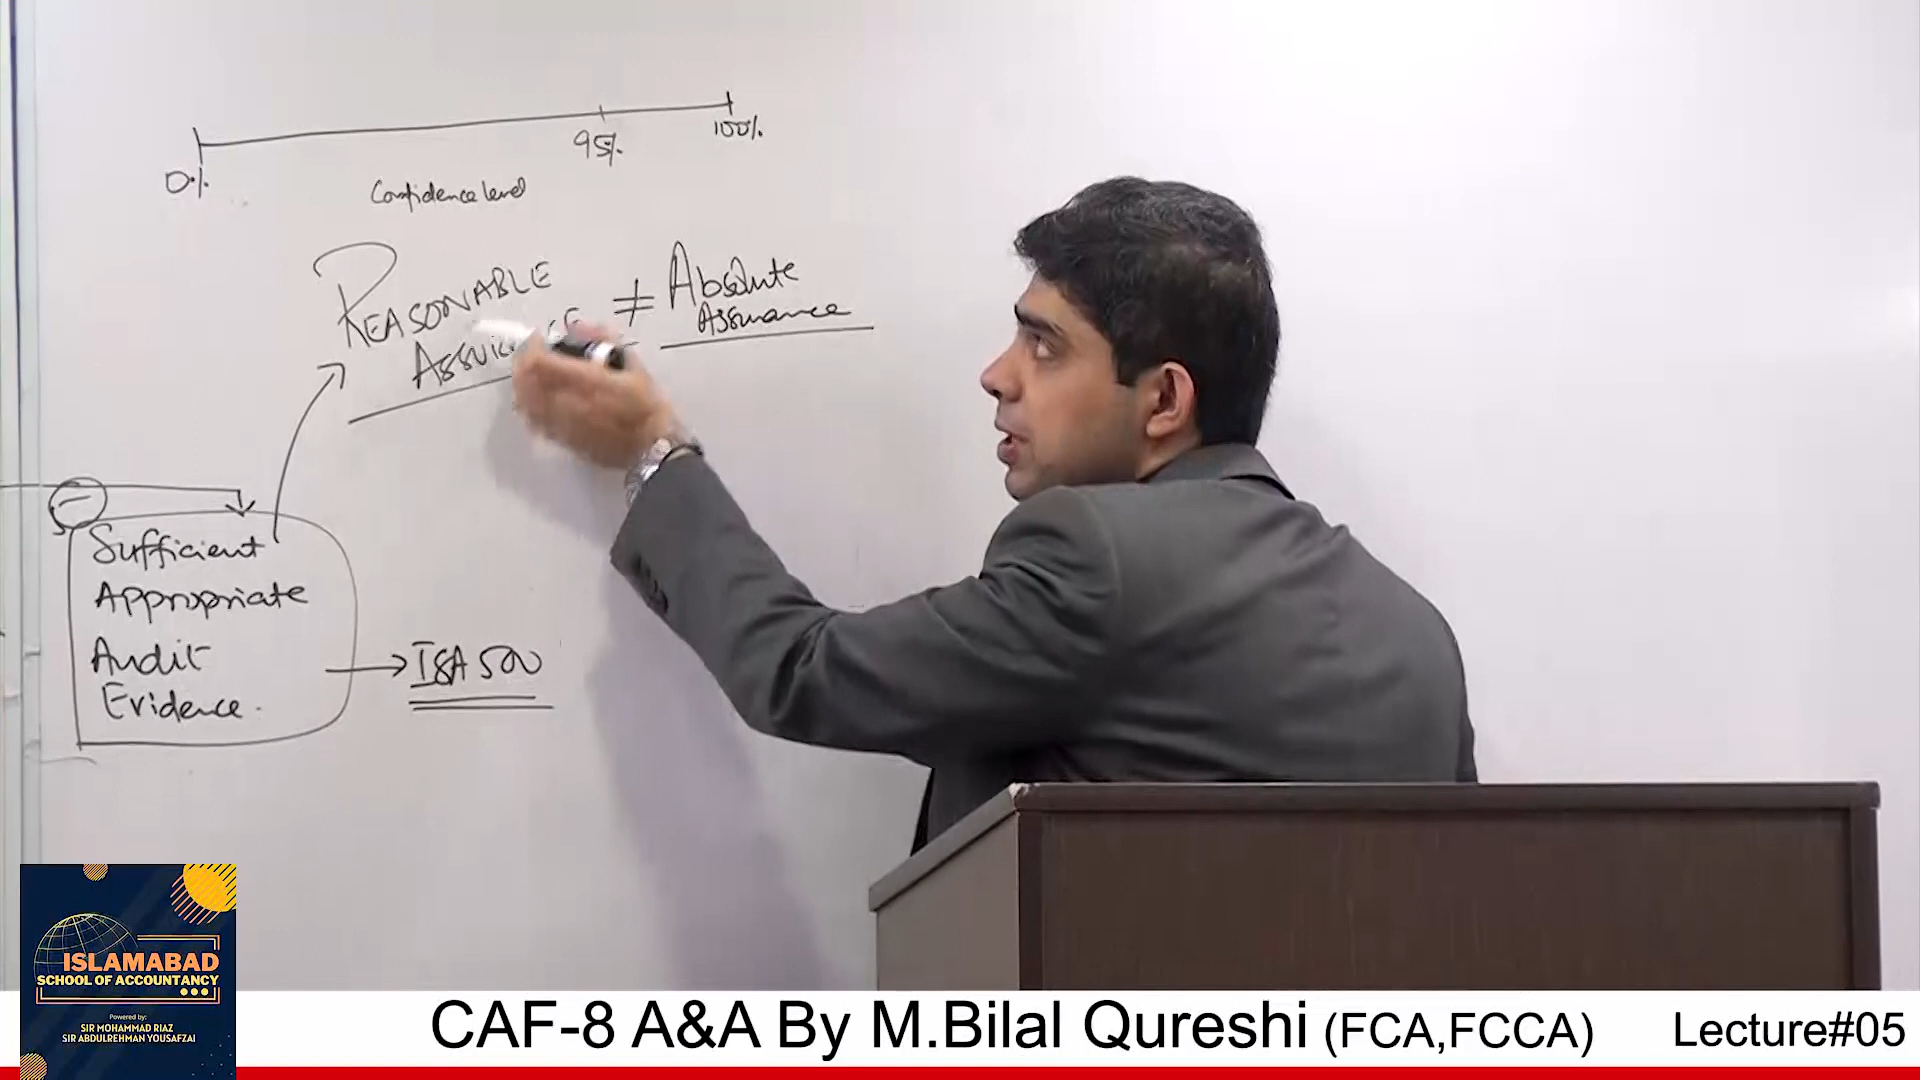 0%
95%
100%
Confidence level
REASONABLE
≠ Absolute
Assurance
Sufficient
Appropriate
Audit
Evidence.
ISA 500
ISLAMABAD
SCHOOL OF ACCOUNTANCY
Powered by:
SIR MOHAMMAD RIAZ
SIR ABDULREHMAN YOUSAFZAI
CAF-8 A&A By M.Bilal Qureshi (FCA,FCCA)
Lecture#05